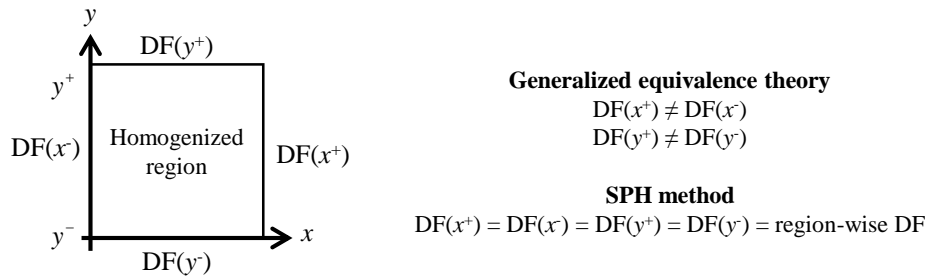 y
DF(y⁺)
y⁺
DF(x⁻)
Homogenized
region
DF(x⁺)
y⁻
x
DF(y⁻)
Generalized equivalence theory
DF(x⁺) ≠ DF(x⁻)
DF(y⁺) ≠ DF(y⁻)
SPH method
DF(x⁺) = DF(x⁻) = DF(y⁺) = DF(y⁻) = region-wise DF